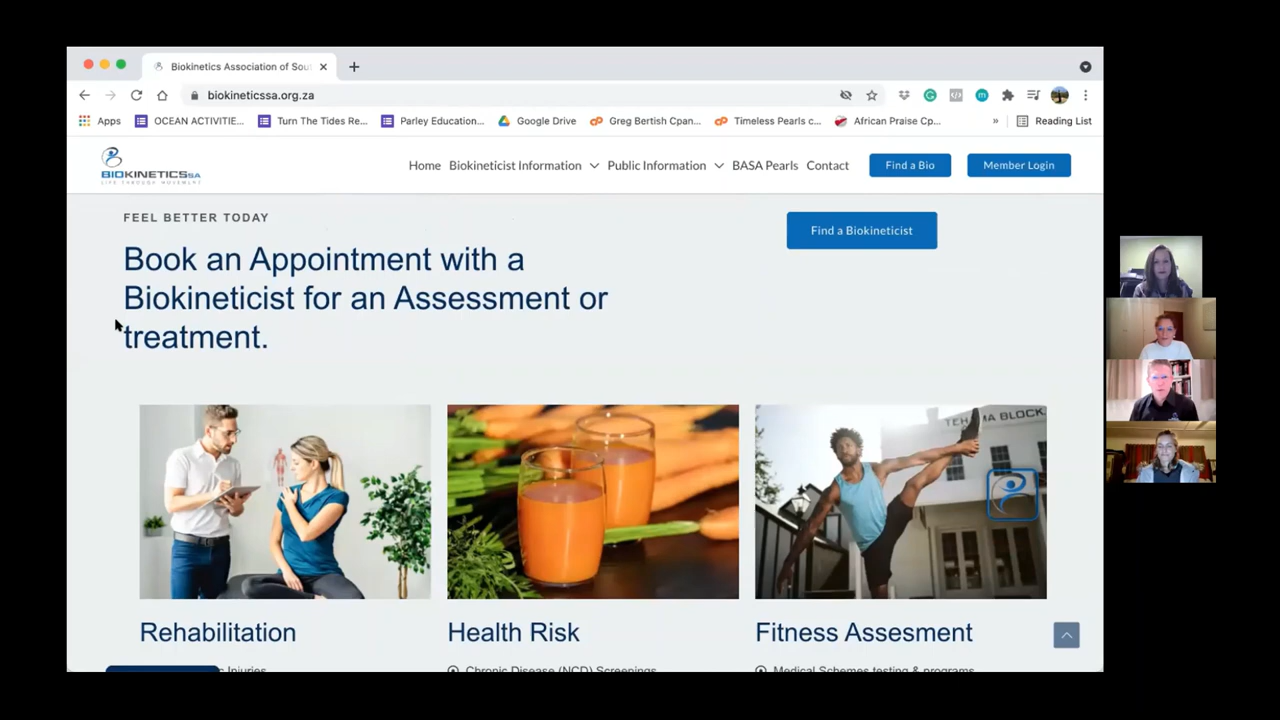 Biokinetics Association of Sou
biokineticssa.org.za
Apps
OCEAN ACTIVITIE...
Turn The Tides Re...
Parley Education...
Google Drive
Greg Bertish Cpan...
Timeless Pearls c...
African Praise Cp...
»
Reading List
BIOKINETICSSA
LIFE THROUGH MOVEMENT
Home
Biokineticist Information
Public Information
BASA Pearls
Contact
Find a Bio
Member Login
FEEL BETTER TODAY
Find a Biokineticist
Book an Appointment with a
Biokineticist for an Assessment or
treatment.
TEH MA BLOCK
Rehabilitation
Health Risk
Fitness Assesment
Injuries
Chronic Disease (NCD) Screenings
Medical Schemes testing & programs